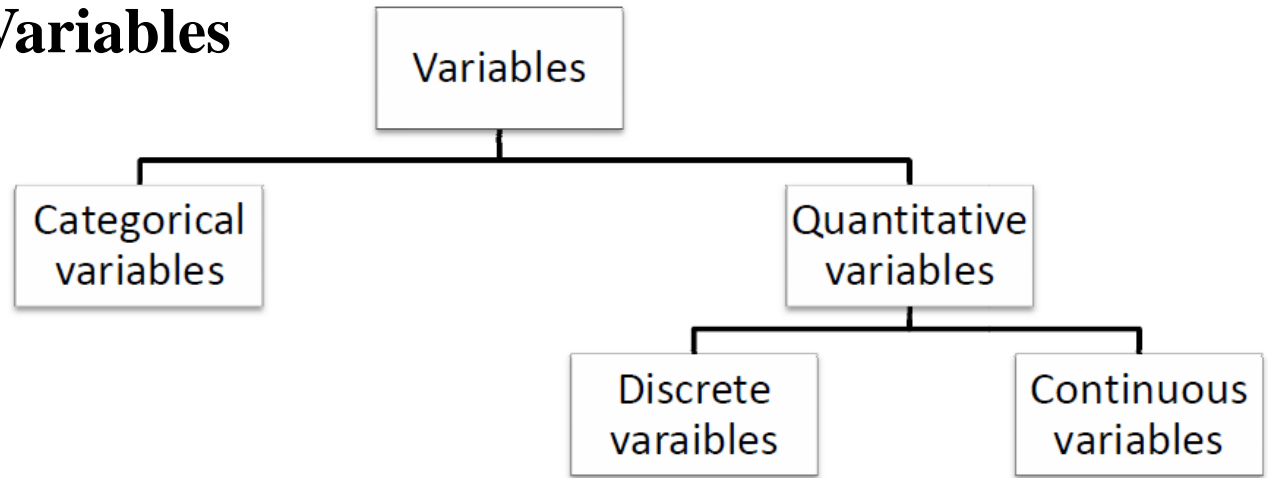 Variables
Variables
Categorical
variables
Quantitative
variables
Discrete
varaibles
Continuous
variables